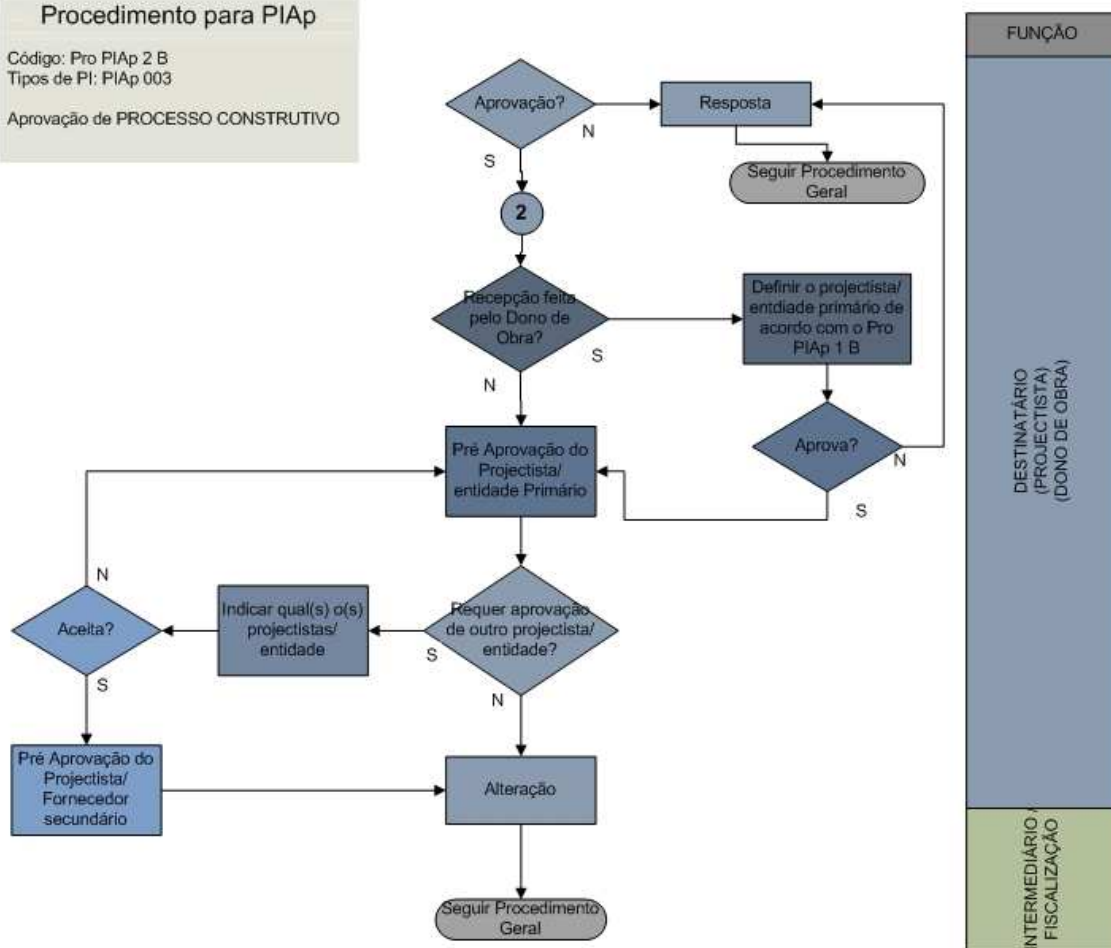 Procedimento para PIAp
Código: Pro PIAp 2 B
Tipos de PI: PIAp 003
Aprovação de PROCESSO CONSTRUTIVO
FUNÇÃO
Aprovação?
N
S
Resposta
Seguir Procedimento
Geral
2
Recepção feita
pelo Dono de
Obra?
S
N
Definir o projectista/
entdiade primário de
acordo com o Pro
PIAp 1 B
Aprova?
N
S
Pré Aprovação do
Projectista/
entidade Primário
Requer aprovação
de outro projectista/
entidade?
S
N
Indicar qual(s) o(s)
projectistas/
entidade
Aceita?
N
S
Pré Aprovação do
Projectista/
Fornecedor
secundário
Alteração
Seguir Procedimento
Geral
DESTINATÁRIO
(PROJECTISTA)
(DONO DE OBRA)
INTERMEDIÁRIO /
FISCALIZAÇÃO